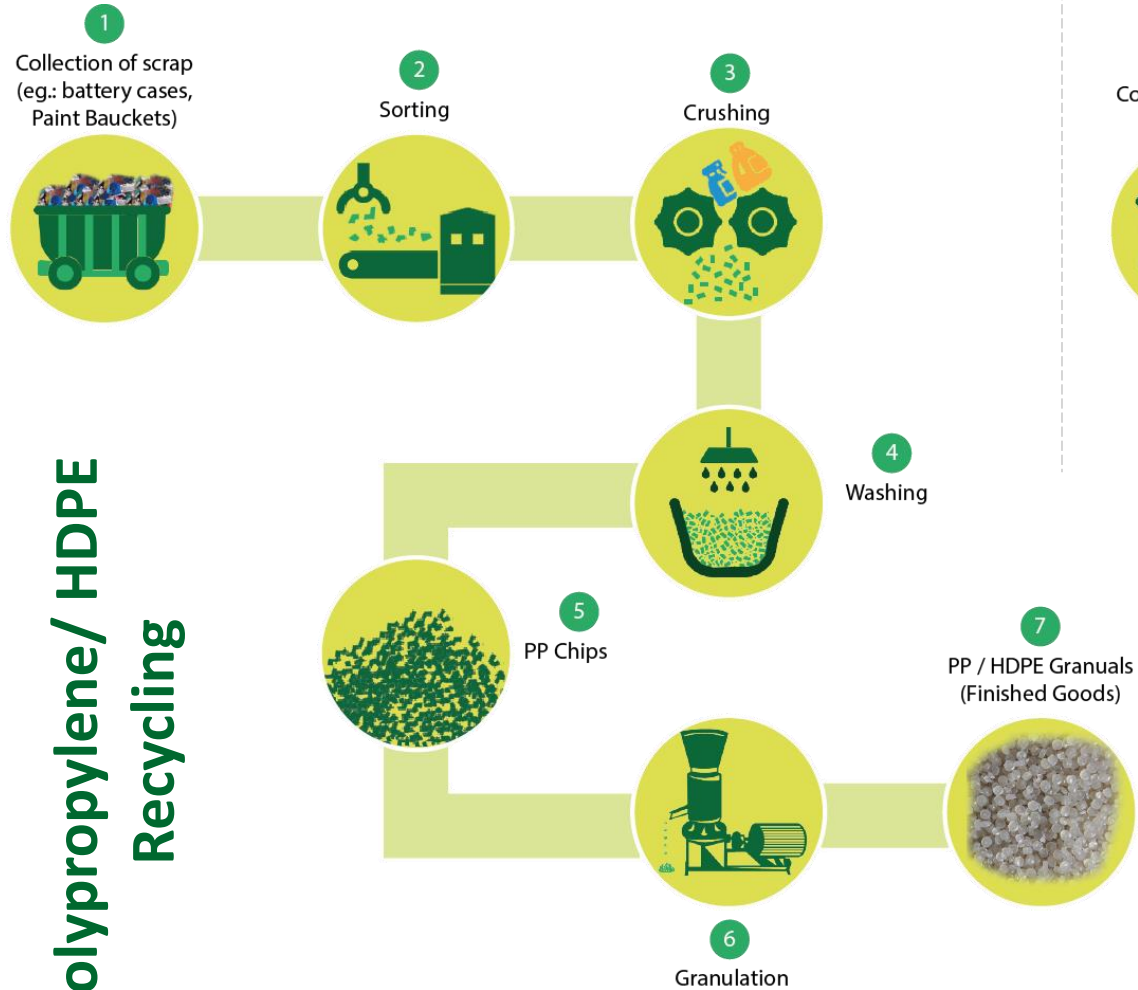 1
Collection of scrap
(eg.: battery cases,
Paint Bauckets)
2
Sorting
3
Crushing
4
Washing
5
PP Chips
6
Granulation
7
PP / HDPE Granuals
(Finished Goods)
olypropylene/ HDPE
Recycling
Co